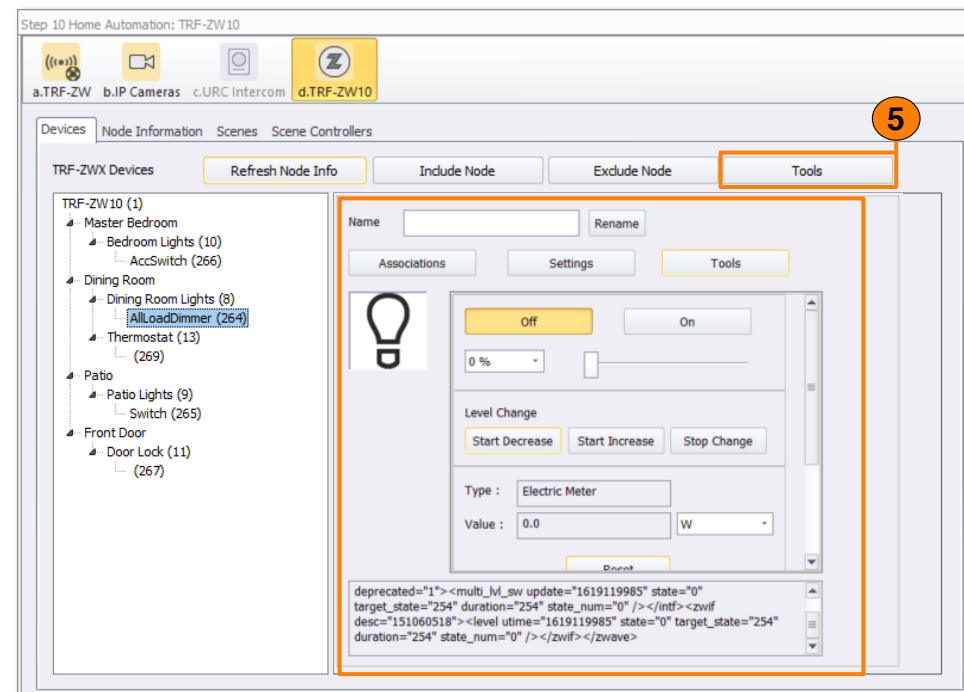 Step 10 Home Automation: TRF-ZW10
a.TRF-ZW b.IP Cameras c.URC Intercom d.TRF-ZW10
5
Devices Node Information Scenes Scene Controllers
TRF-ZWX Devices Refresh Node Info Include Node Exclude Node Tools
TRF-ZW10 (1)
Master Bedroom
Bedroom Lights (10)
AccSwitch (266)
Dining Room
Dining Room Lights (8)
AllLoadDimmer (264)
Thermostat (13)
(269)
Patio
Patio Lights (9)
Switch (265)
Front Door
Door Lock (11)
(267)
Name Rename
Associations Settings Tools
Off On
0 %
Level Change
Start Decrease Start Increase Stop Change
Type : Electric Meter
Value : 0.0 W
Reset
deprecated="1"><multi_lvl_sw update="1619119985" state="0"
target_state="254" duration="254" state_num="0" /></intf><zwif
desc="151060518"><level utime="1619119985" state="0" target_state="254"
duration="254" state_num="0" /></zwif></zwave>